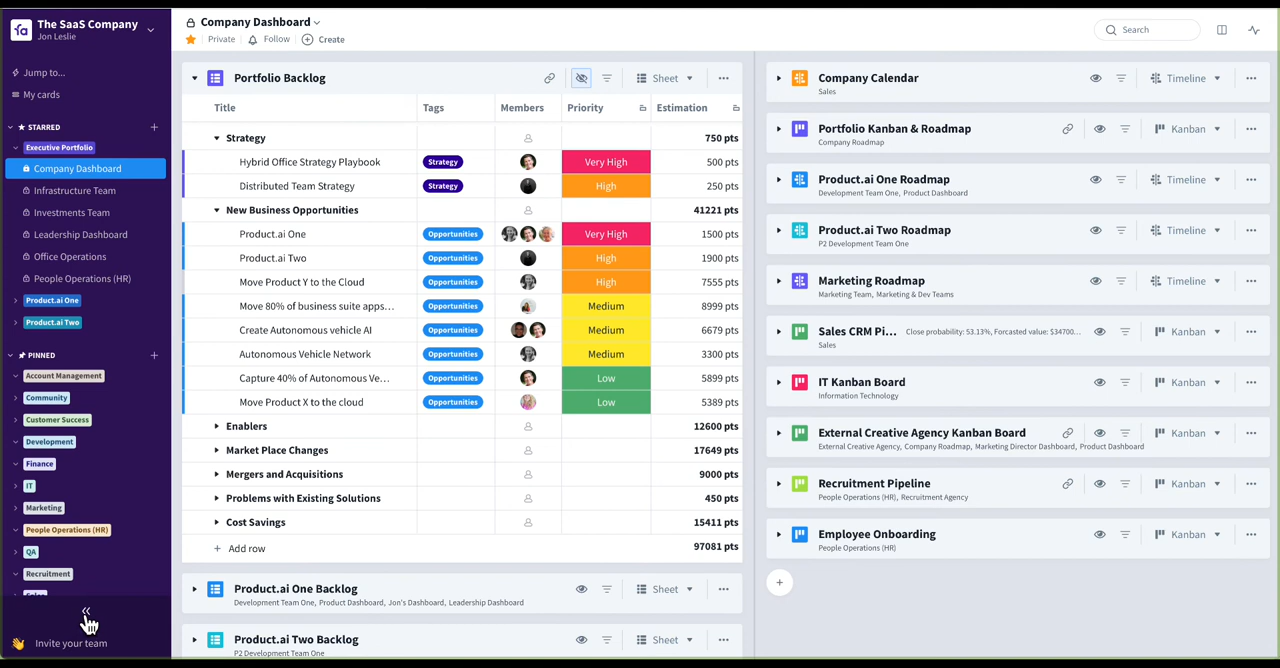 The SaaS Company
Jon Leslie
Jump to...
My cards
STARRED
Executive Portfolio
Company Dashboard
Infrastructure Team
Investments Team
Leadership Dashboard
Office Operations
People Operations (HR)
Product.ai One
Product.ai Two
PINNED
Account Management
Community
Customer Success
Development
Finance
IT
Marketing
People Operations (HR)
QA
Recruitment
Invite your team
Company Dashboard
Private Follow Create
Search
Portfolio Backlog Sheet
Title Tags Members Priority Estimation
Strategy 750 pts
Hybrid Office Strategy Playbook Strategy Very High 500 pts
Distributed Team Strategy Strategy High 250 pts
New Business Opportunities 41221 pts
Product.ai One Opportunities Very High 1500 pts
Product.ai Two Opportunities High 1900 pts
Move Product Y to the Cloud Opportunities High 7555 pts
Move 80% of business suite apps... Opportunities Medium 8999 pts
Create Autonomous vehicle AI Opportunities Medium 6679 pts
Autonomous Vehicle Network Opportunities Medium 3300 pts
Capture 40% of Autonomous Ve... Opportunities Low 5899 pts
Move Product X to the cloud Opportunities Low 5389 pts
Enablers 12600 pts
Market Place Changes 17649 pts
Mergers and Acquisitions 9000 pts
Problems with Existing Solutions 450 pts
Cost Savings 15411 pts
+ Add row 97081 pts
Product.ai One Backlog Sheet
Development Team One, Product Dashboard, Jon's Dashboard, Leadership Dashboard
Product.ai Two Backlog Sheet
P2 Development Team One
Company Calendar Timeline
Sales
Portfolio Kanban & Roadmap Kanban
Company Roadmap
Product.ai One Roadmap Timeline
Development Team One, Product Dashboard
Product.ai Two Roadmap Timeline
P2 Development Team One
Marketing Roadmap Timeline
Marketing Team, Marketing & Dev Teams
Sales CRM Pi... Close probability: 53.13%, Forcasted value: $34700... Kanban
Sales
IT Kanban Board Kanban
Information Technology
External Creative Agency Kanban Board Kanban
External Creative Agency, Company Roadmap, Marketing Director Dashboard, Product Dashboard
Recruitment Pipeline Kanban
People Operations (HR), Recruitment Agency
Employee Onboarding Kanban
People Operations (HR)